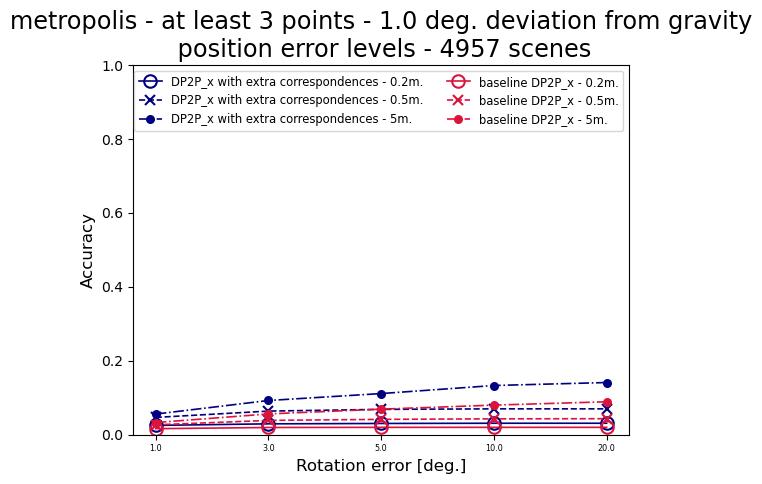 metropolis - at least 3 points - 1.0 deg. deviation from gravity
position error levels - 4957 scenes
DP2P_x with extra correspondences - 0.2m.
DP2P_x with extra correspondences - 0.5m.
DP2P_x with extra correspondences - 5m.
baseline DP2P_x - 0.2m.
baseline DP2P_x - 0.5m.
baseline DP2P_x - 5m.
Accuracy
1.0
0.8
0.6
0.4
0.2
0.0
1.0 3.0 5.0 10.0 20.0
Rotation error [deg.]